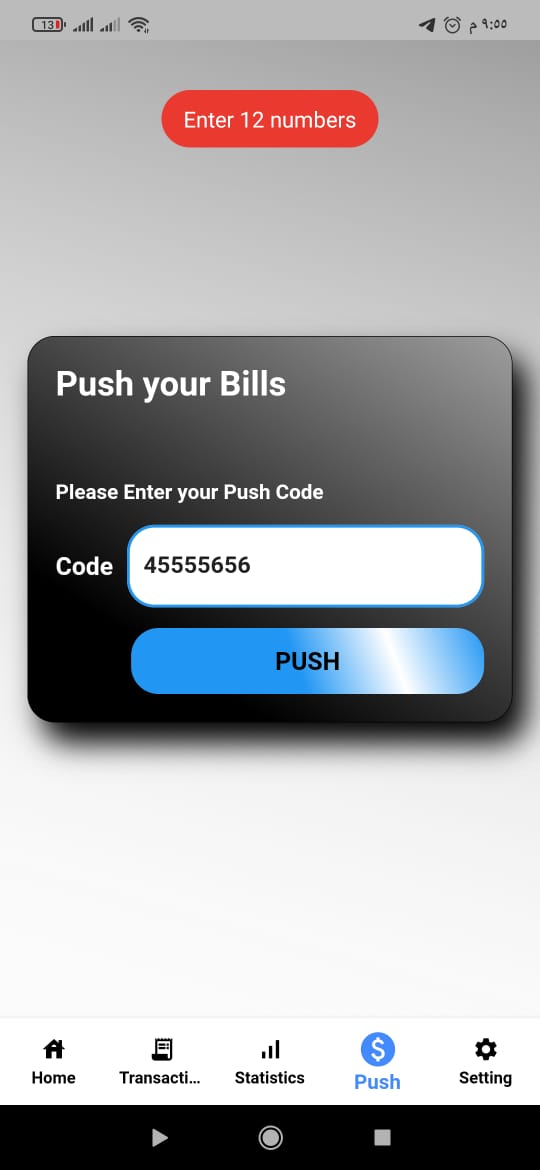 13
٩:٥٥ م
Enter 12 numbers
Push your Bills
Please Enter your Push Code
Code
45555656
PUSH
Home
Transacti...
Statistics
Push
Setting